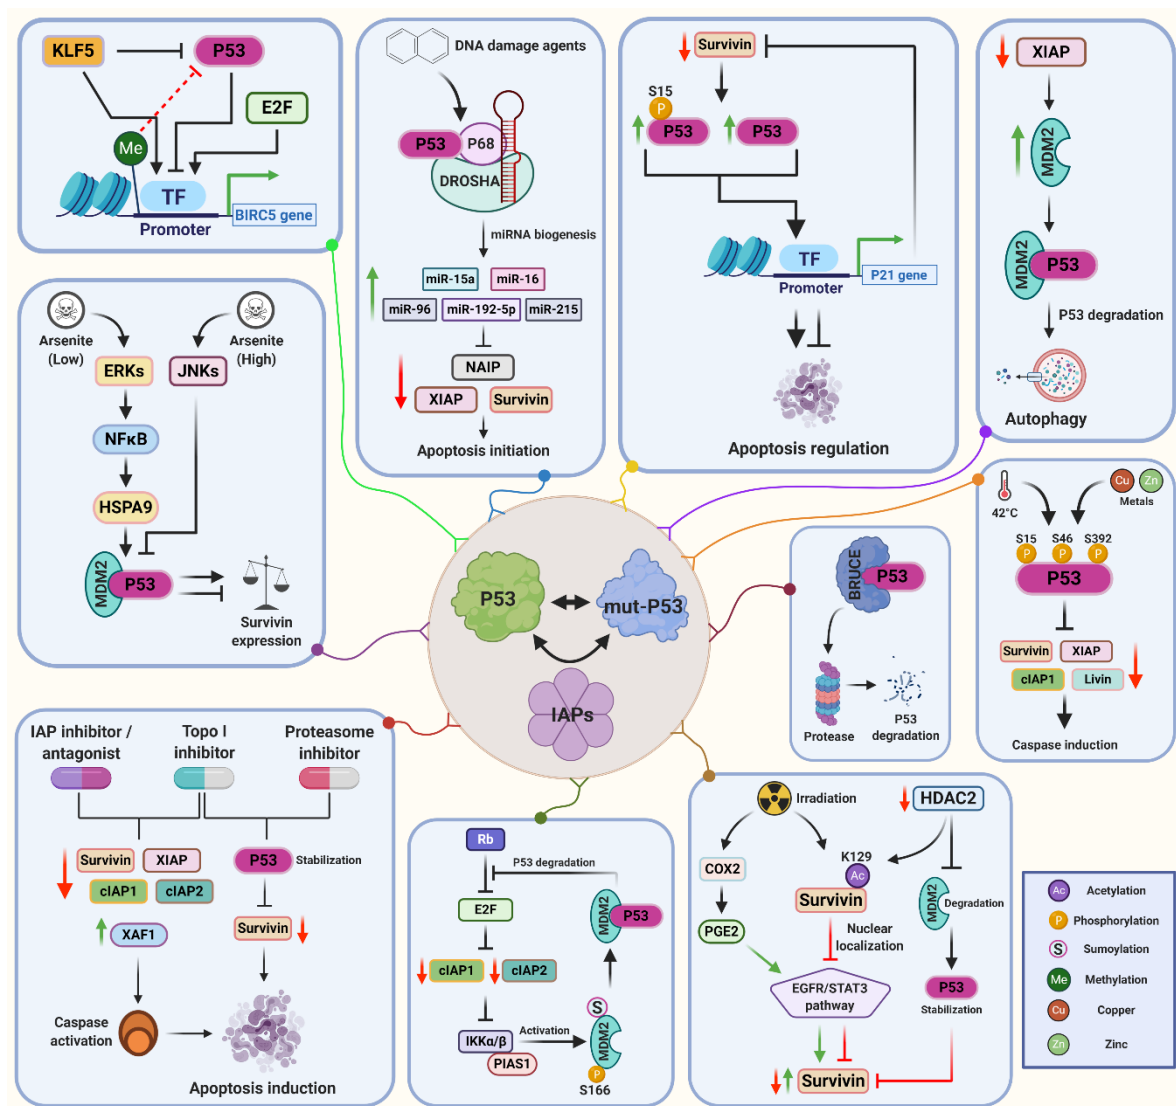 KLF5
P53
E2F
Me
TF
Promoter
BIRC5 gene
DNA damage agents
P53
P68
DROSHA
miRNA biogenesis
miR-15a
miR-16
miR-96
miR-192-5p
miR-215
NAIP
XIAP
Survivin
Apoptosis initiation
Survivin
S15
P
P53
P53
TF
Promoter
P21 gene
Apoptosis regulation
XIAP
MDM2
MDM2
P53
P53 degradation
Autophagy
Arsenite
(Low)
Arsenite
(High)
ERKs
JNKs
NFκB
HSPA9
MDM2
P53
Survivin
expression
P53
mut-P53
IAPs
BRUCE
P53
Protease
P53
degradation
42°C
Cu
Zn
Metals
S15
S46
S392
P
P
P
P53
Survivin
XIAP
cIAP1
Livin
Caspase induction
IAP inhibitor /
antagonist
Topo I
inhibitor
Proteasome
inhibitor
Survivin
XIAP
cIAP1
cIAP2
XAF1
P53
Stabilization
Survivin
Caspase
activation
Apoptosis induction
Rb
P53 degradation
E2F
MDM2
P53
cIAP1
cIAP2
IKKα/β
PIAS1
Activation
S
MDM2
P
S166
Irradiation
HDAC2
COX2
K129
Ac
Survivin
MDM2
Degradation
PGE2
Nuclear
localization
EGFR/STAT3
pathway
P53
Stabilization
Survivin
Ac
Acetylation
P
Phosphorylation
S
Sumoylation
Me
Methylation
Cu
Copper
Zn
Zinc